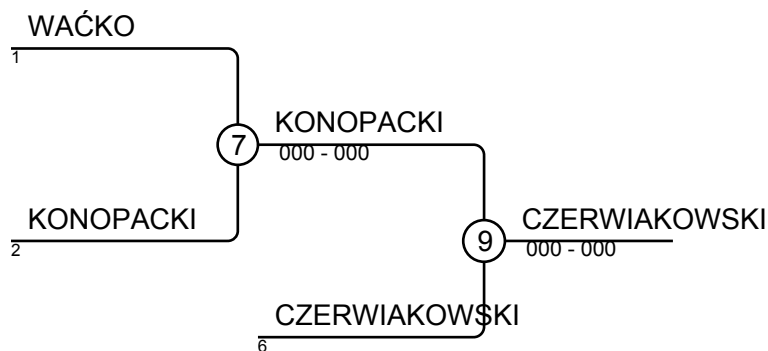 WAĆKO
1
KONOPACKI
7
000 - 000
KONOPACKI
2
CZERWIAKOWSKI
9
000 - 000
CZERWIAKOWSKI
6